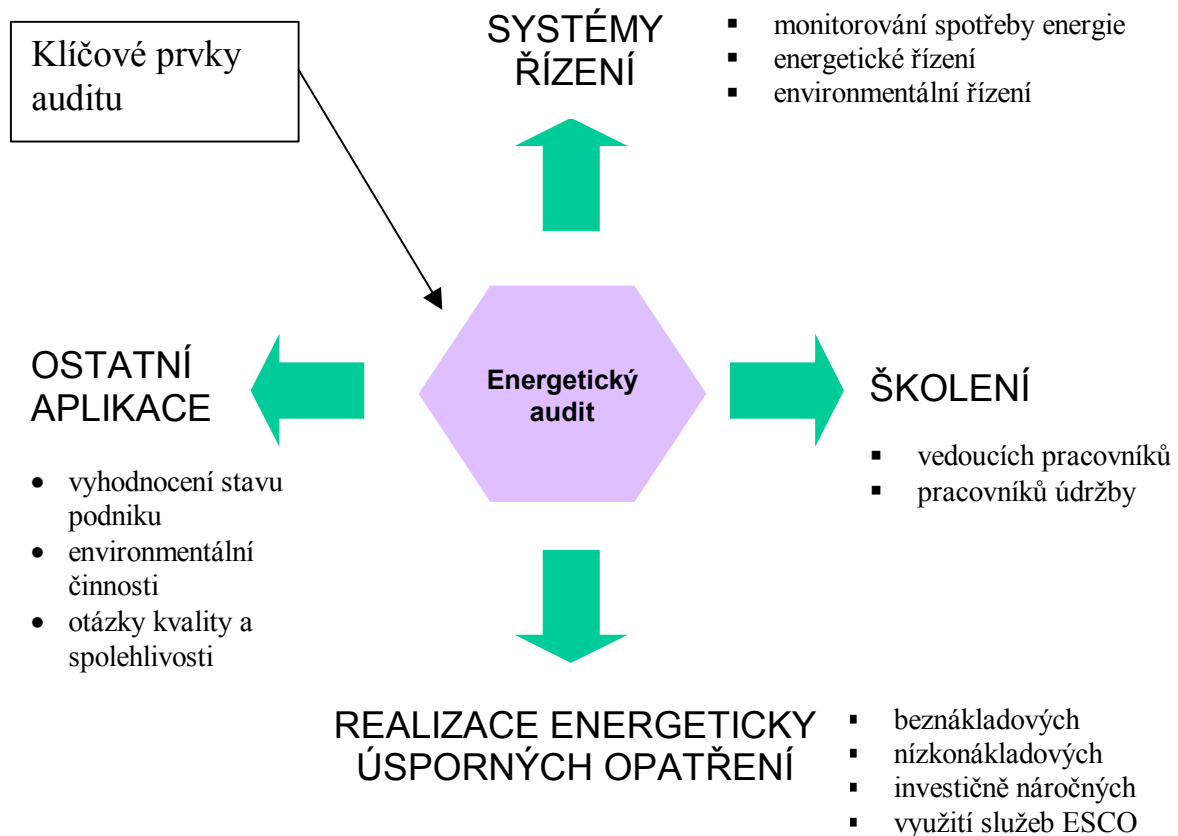 Klíčové prvky
auditu
SYSTÉMY
ŘÍZENÍ
▪ monitorování spotřeby energie
▪ energetické řízení
▪ environmentální řízení
OSTATNÍ
APLIKACE
• vyhodnocení stavu
podniku
• environmentální
činnosti
• otázky kvality a
spolehlivosti
Energetický
audit
ŠKOLENÍ
▪ vedoucích pracovníků
▪ pracovníků údržby
REALIZACE ENERGETICKY
ÚSPORNÝCH OPATŘENÍ
▪ beznákladových
▪ nízkonákladových
▪ investičně náročných
▪ využití služeb ESCO